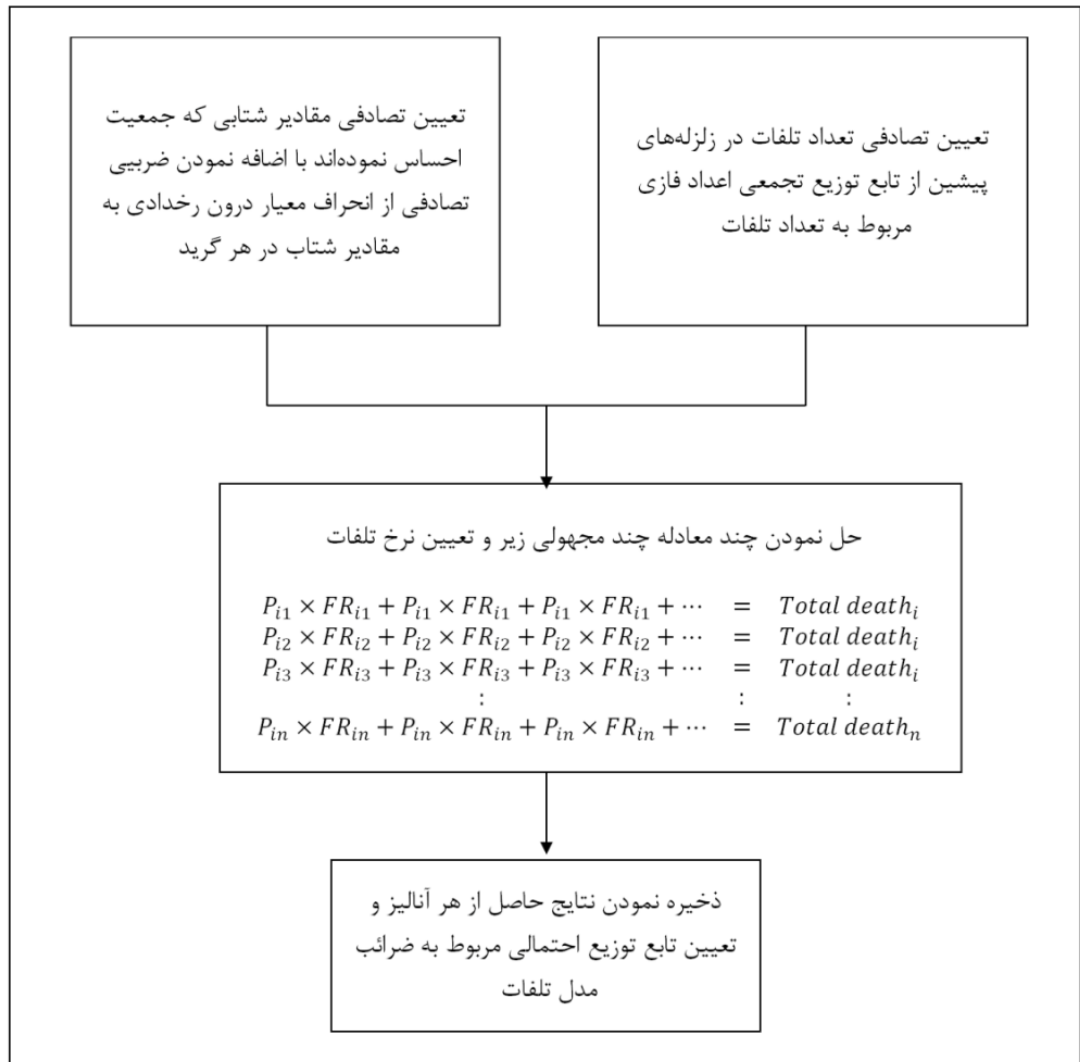 تعیین تصادفی تعداد تلفات در زلزله‌های
پیشین از تابع توزیع تجمعی اعداد فازی
مربوط به تعداد تلفات
تعیین تصادفی مقادیر شتابی که جمعیت
احساس نموده‌اند با اضافه نمودن ضریبی
تصادفی از انحراف معیار درون رخدادی به
مقادیر شتاب در هر گرید
حل نمودن چند معادله چند مجهولی زیر و تعیین نرخ تلفات
P_{i1} × FR_{i1} + P_{i1} × FR_{i1} + P_{i1} × FR_{i1} + ⋯ = Total death_i
P_{i2} × FR_{i2} + P_{i2} × FR_{i2} + P_{i2} × FR_{i2} + ⋯ = Total death_i
P_{i3} × FR_{i3} + P_{i3} × FR_{i3} + P_{i3} × FR_{i3} + ⋯ = Total death_i
⋮ ⋮ ⋮
P_{in} × FR_{in} + P_{in} × FR_{in} + P_{in} × FR_{in} + ⋯ = Total death_n
ذخیره نمودن نتایج حاصل از هر آنالیز و
تعیین تابع توزیع احتمالی مربوط به ضرائب
مدل تلفات